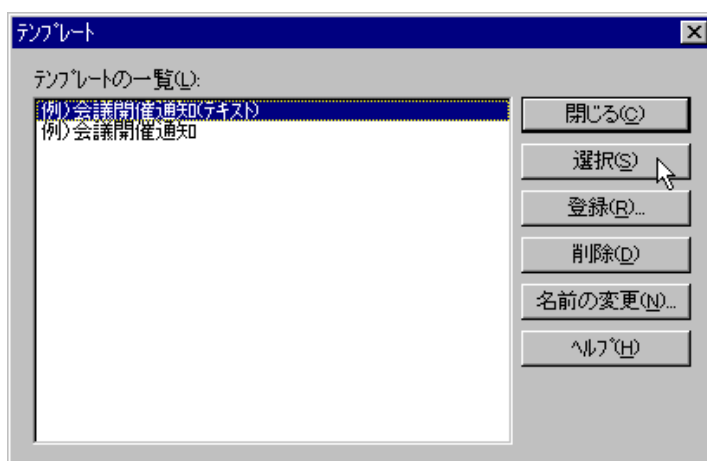 テンプレート
テンプレートの一覧(L):
例)会議開催通知(テキスト)
例)会議開催通知
閉じる(C)
選択(S)
登録(R)...
削除(D)
名前の変更(N)...
ヘルプ(H)